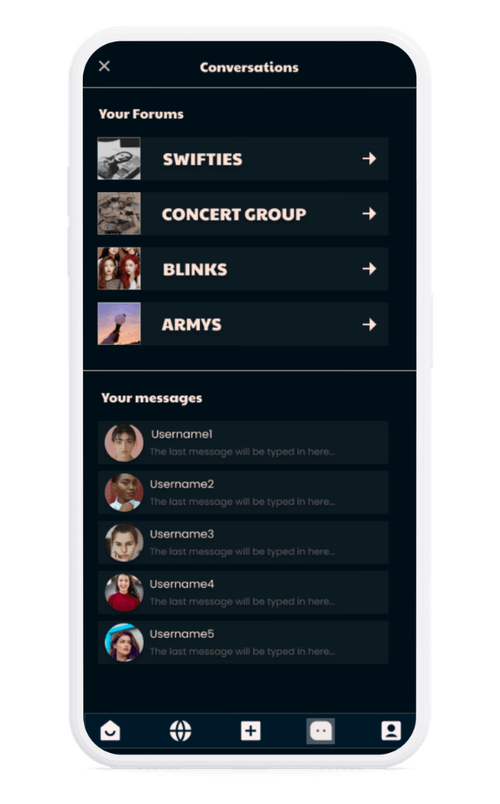 Conversations
Your Forums
SWIFTIES
CONCERT GROUP
BLINKS
ARMYS
Your messages
Username1
The last message will be typed in here...
Username2
The last message will be typed in here...
Username3
The last message will be typed in here...
Username4
The last message will be typed in here...
Username5
The last message will be typed in here...